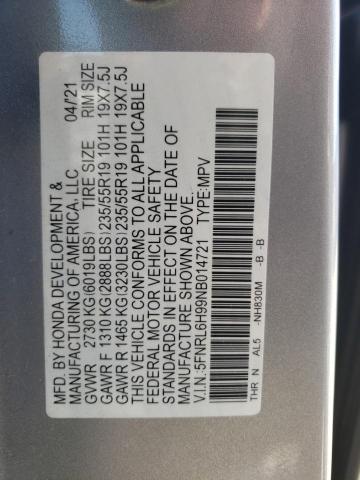 MFD. BY HONDA DEVELOPMENT &
MANUFACTURING OF AMERICA, LLC 04/21
GVWR 2730 KG(6019LBS) TIRE SIZE RIM SIZE
GAWR F 1310 KG(2888LBS)235/55R19 101H 19X7.5J
GAWR R 1465 KG(3230LBS)235/55R19 101H 19X7.5J
THIS VEHICLE CONFORMS TO ALL APPLICABLE
FEDERAL MOTOR VEHICLE SAFETY
STANDARDS IN EFFECT ON THE DATE OF
MANUFACTURE SHOWN ABOVE.
V.I.N.:5FNRL6H99NB014721 TYPE:MPV
THR N AL5 -NH830M -B -B